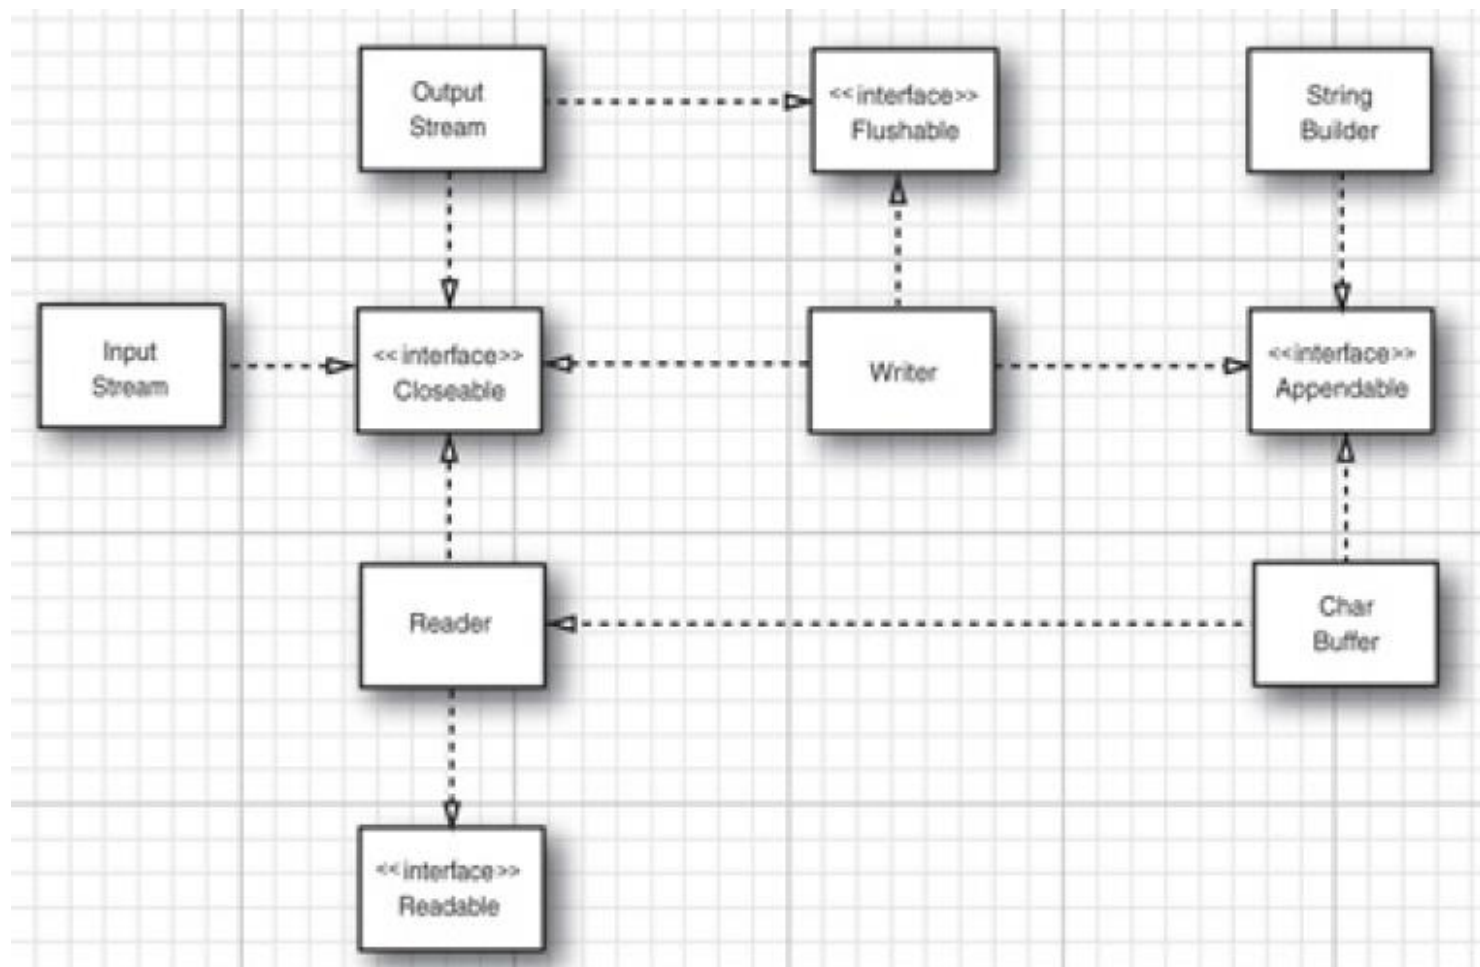 Output
Stream
<<interface>>
Flushable
String
Builder
Input
Stream
<<interface>>
Closeable
Writer
<<interface>>
Appendable
Reader
Char
Buffer
<<interface>>
Readable